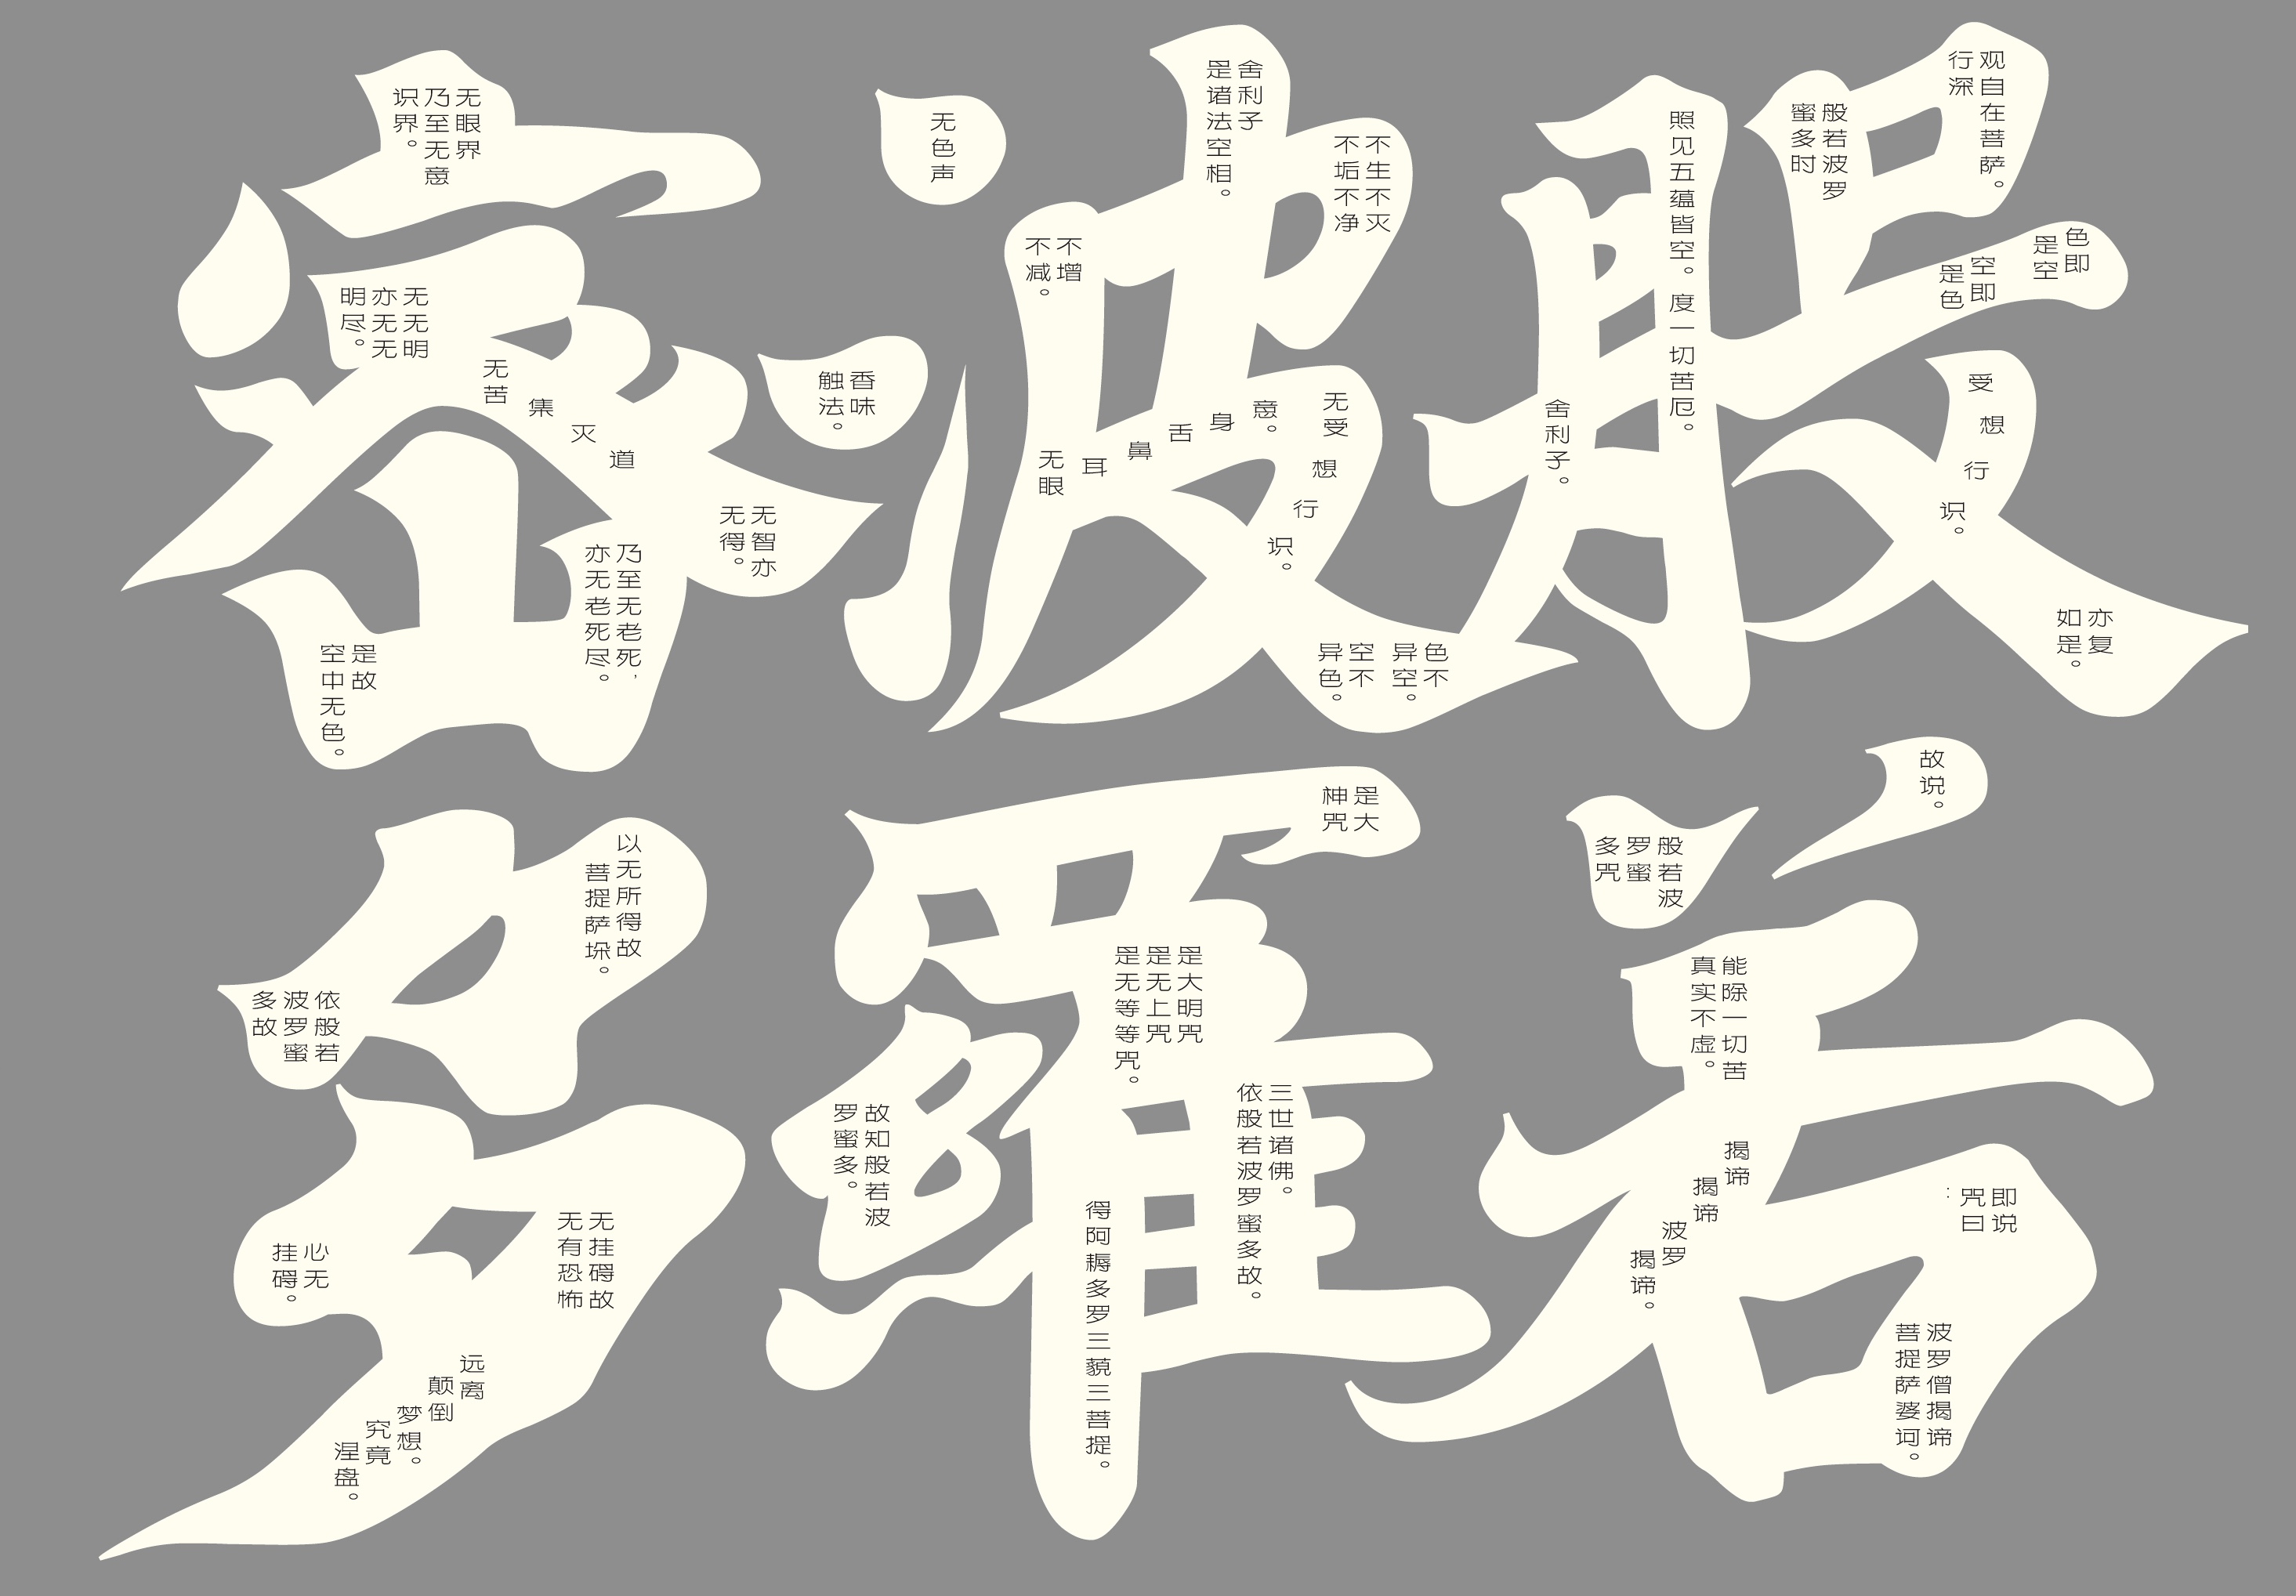 般若
波羅
蜜多
观自在菩萨。
行深
般若波罗
蜜多时
照见五蕴皆空。度一切苦厄。
舍利子。
色不
异空。
空不
异色。
色即
是空
空即
是色
受想行识。
亦复
如是。
舍利子
是诸法空相。
不生不灭
不垢不净
不增
不减。
是故
空中无色。
无受想行识。
无眼耳鼻舌身意。
无色声
香味
触法。
无眼界
乃至无意
识界。
无无明
亦无无
明尽。
乃至无老死，
亦无老死尽。
无苦集灭道
无智亦
无得。
以无所得故
菩提萨垛。
依般若
波罗蜜
多故
心无
挂碍。
无挂碍故
无有恐怖
远离
颠倒
梦想。
究竟
涅盘。
三世诸佛。
依般若波罗蜜多故。
得阿耨多罗三藐三菩提。
故知般若波
罗蜜多。
是大
神咒
是大明咒
是无上咒
是无等等咒。
能除一切苦
真实不虚。
故说。
般若波
罗蜜
多咒
即说
咒曰：
揭谛
揭谛
波罗
揭谛。
波罗僧揭谛
菩提萨婆诃。